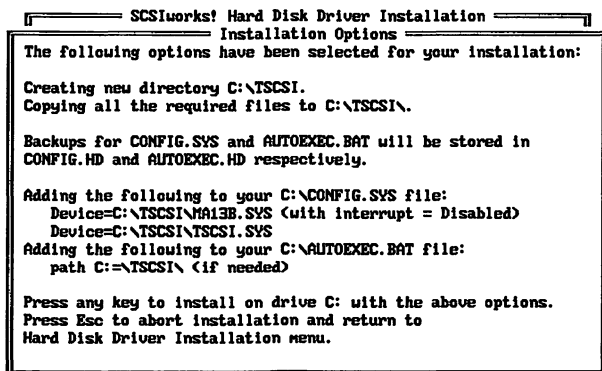 SCSIworks! Hard Disk Driver Installation
Installation Options
The following options have been selected for your installation:
Creating new directory C:\TSCSI.
Copying all the required files to C:\TSCSI\.
Backups for CONFIG.SYS and AUTOEXEC.BAT will be stored in
CONFIG.HD and AUTOEXEC.HD respectively.
Adding the following to your C:\CONFIG.SYS file:
Device=C:\TSCSI\MA13B.SYS (with interrupt = Disabled)
Device=C:\TSCSI\TSCSI.SYS
Adding the following to your C:\AUTOEXEC.BAT file:
path C:=\TSCSI\ (if needed)
Press any key to install on drive C: with the above options.
Press Esc to abort installation and return to
Hard Disk Driver Installation menu.